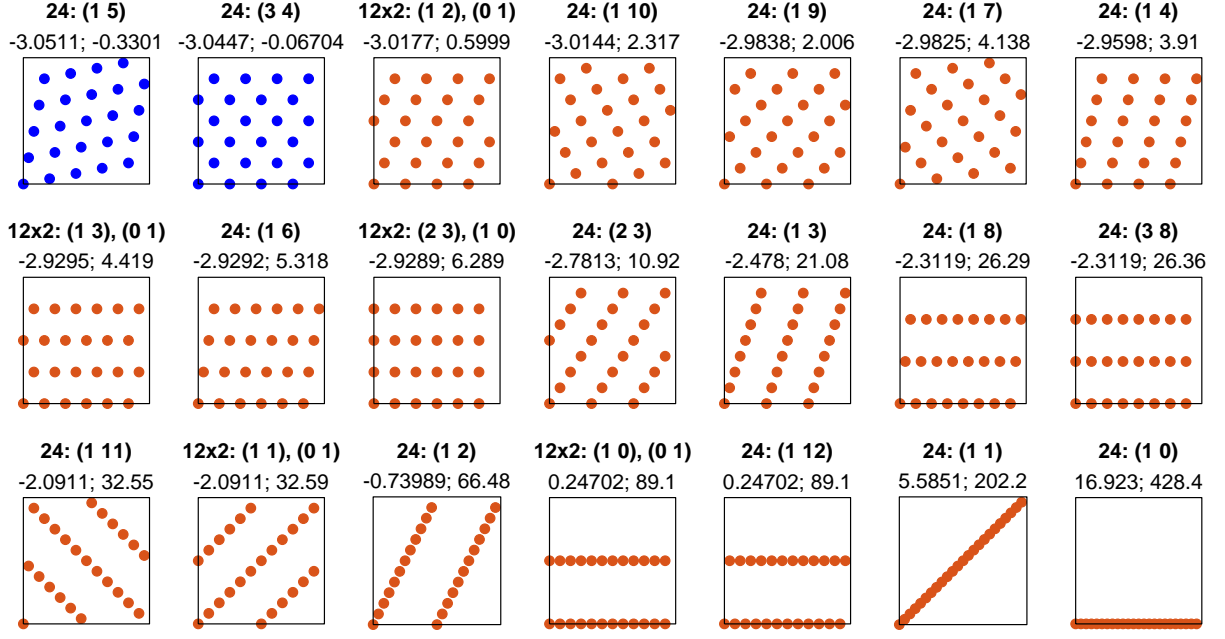 24: (1 5)
-3.0511; -0.3301
24: (3 4)
-3.0447; -0.06704
12x2: (1 2), (0 1)
-3.0177; 0.5999
24: (1 10)
-3.0144; 2.317
24: (1 9)
-2.9838; 2.006
24: (1 7)
-2.9825; 4.138
24: (1 4)
-2.9598; 3.91
12x2: (1 3), (0 1)
-2.9295; 4.419
24: (1 6)
-2.9292; 5.318
12x2: (2 3), (1 0)
-2.9289; 6.289
24: (2 3)
-2.7813; 10.92
24: (1 3)
-2.478; 21.08
24: (1 8)
-2.3119; 26.29
24: (3 8)
-2.3119; 26.36
24: (1 11)
-2.0911; 32.55
12x2: (1 1), (0 1)
-2.0911; 32.59
24: (1 2)
-0.73989; 66.48
12x2: (1 0), (0 1)
0.24702; 89.1
24: (1 12)
0.24702; 89.1
24: (1 1)
5.5851; 202.2
24: (1 0)
16.923; 428.4